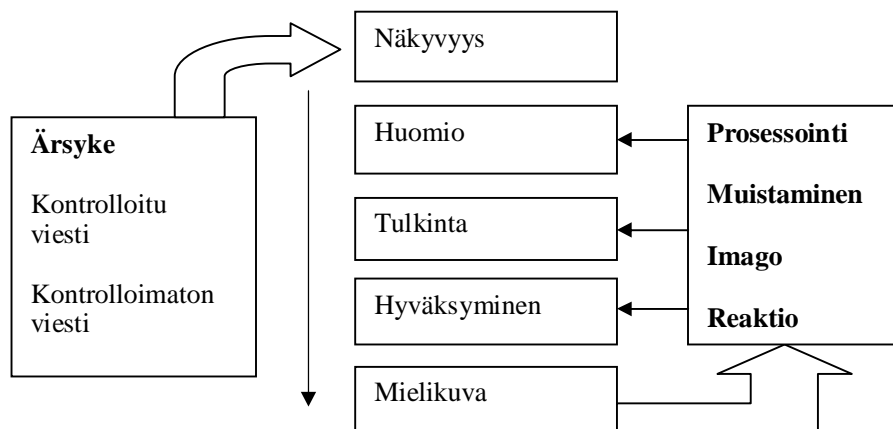 Ärsyke
Kontrolloitu
viesti
Kontrolloimaton
viesti
Näkyvyys
Huomio
Tulkinta
Hyväksyminen
Mielikuva
Prosessointi
Muistaminen
Imago
Reaktio